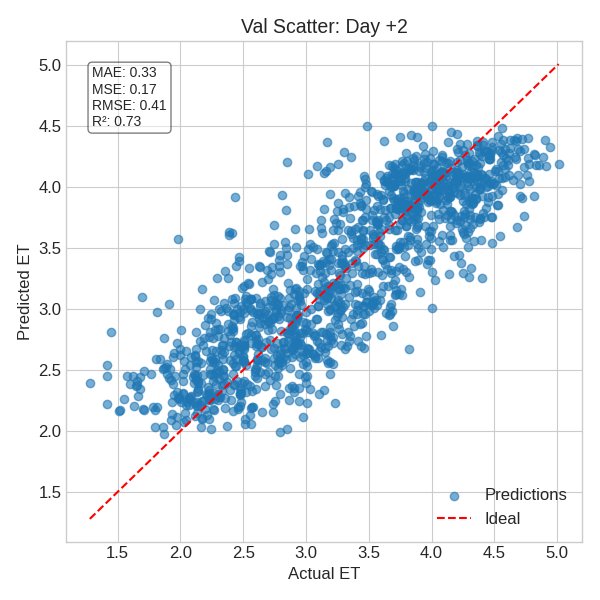 Val Scatter: Day +2
MAE: 0.33
MSE: 0.17
RMSE: 0.41
R²: 0.73
5.0
4.5
4.0
3.5
3.0
2.5
2.0
1.5
Predicted ET
Predictions
Ideal
1.5 2.0 2.5 3.0 3.5 4.0 4.5 5.0
Actual ET